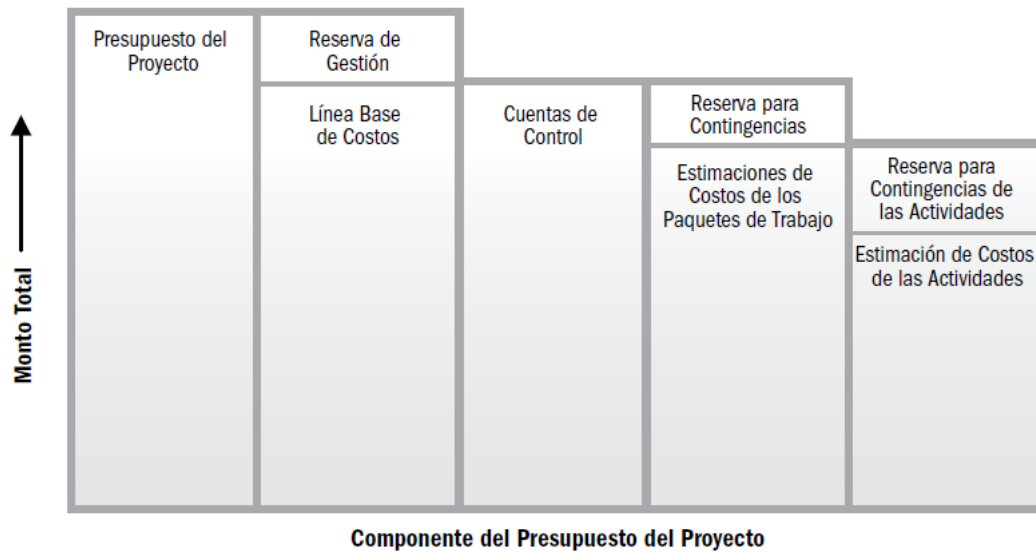 Presupuesto del
Proyecto
Reserva de
Gestión
Línea Base
de Costos
Cuentas de
Control
Reserva para
Contingencias
Estimaciones de
Costos de los
Paquetes de Trabajo
Reserva para
Contingencias de
las Actividades
Estimación de Costos
de las Actividades
Monto Total
Componente del Presupuesto del Proyecto